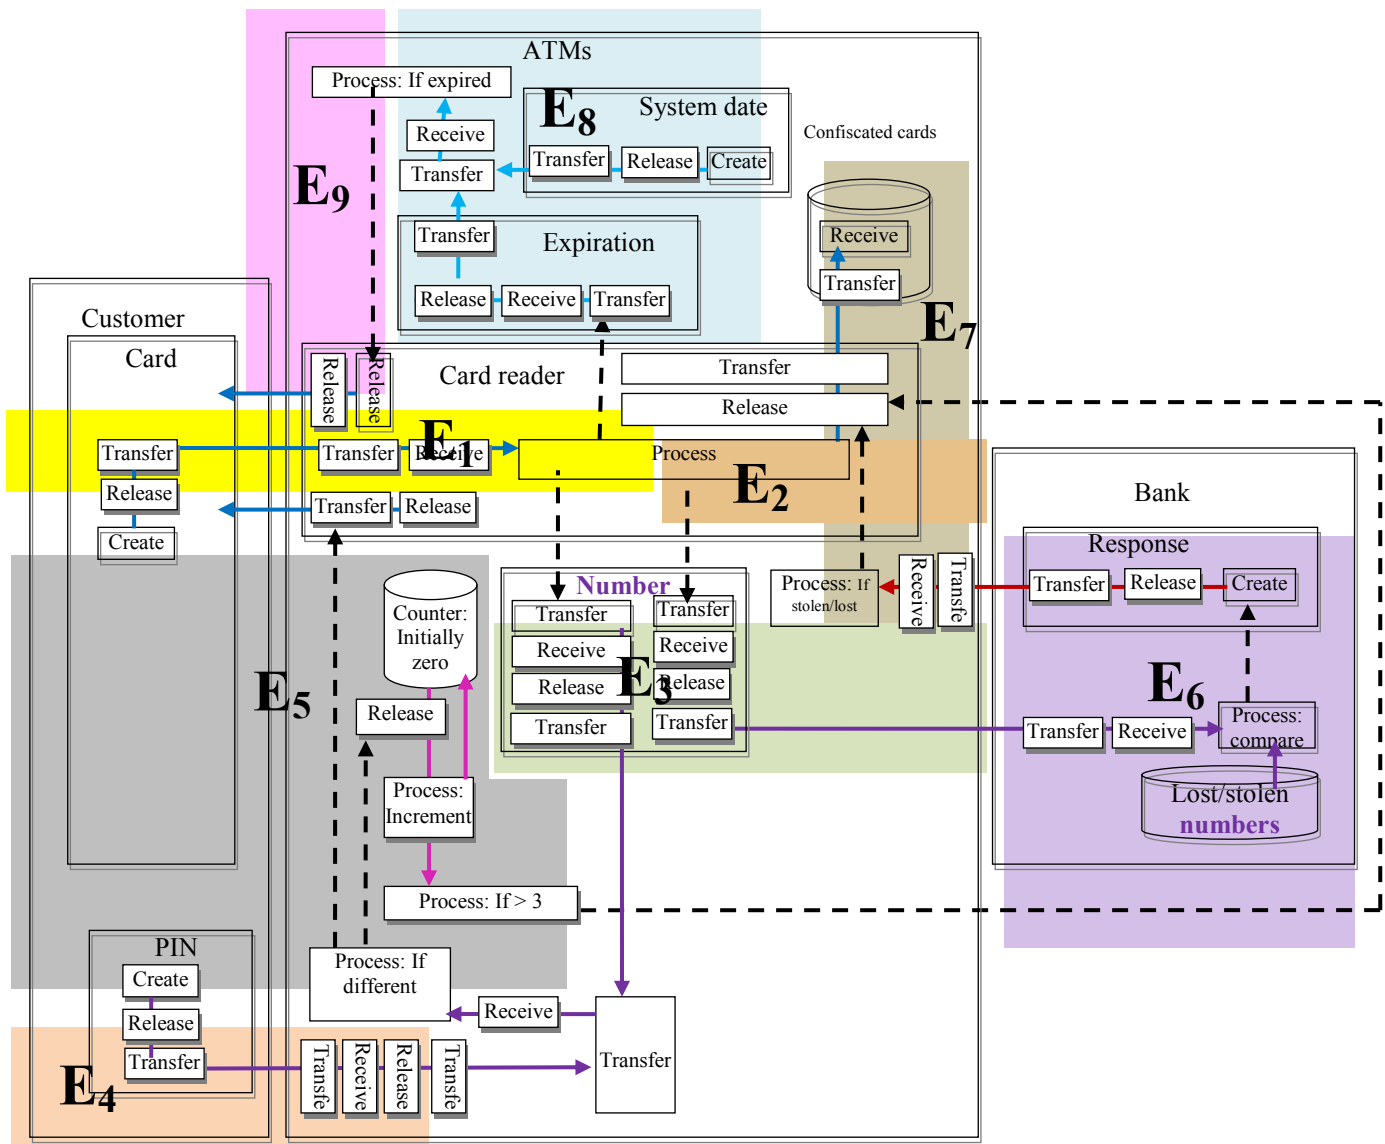 ATMs
Process: If expired
E8
System date
Receive
Transfer
Release
Create
Transfer
Confiscated cards
E9
Transfer
Expiration
Receive
Transfer
Release
Receive
Transfer
E7
Customer
Card
Release
Release
Card reader
Transfer
Release
Transfer
Transfer
Receive
E1
Process
E2
Release
Transfer
Release
Create
Bank
Response
Transfer
Release
Create
Number
Process: If
stolen/lost
Receive
Transfe
Counter:
Initially
zero
Transfer
Receive
Release
Transfer
Transfer
Receive
Release
Transfer
E3
E5
Release
E6
Transfer
Receive
Process:
compare
Process:
Increment
Lost/stolen
numbers
Process: If > 3
PIN
Create
Release
Transfer
Process: If
different
Receive
Transfer
Transfe
Receive
Release
Transfe
E4